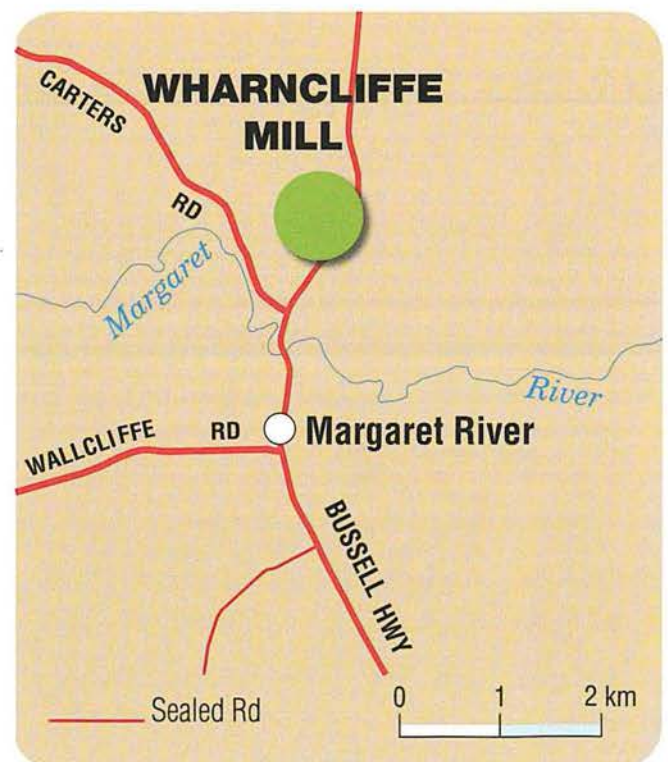 CARTERS
RD
WHARNCLIFFE
MILL
Margaret
River
WALLCLIFFE RD
Margaret River
BUSSELL HWY
Sealed Rd
0 1 2 km